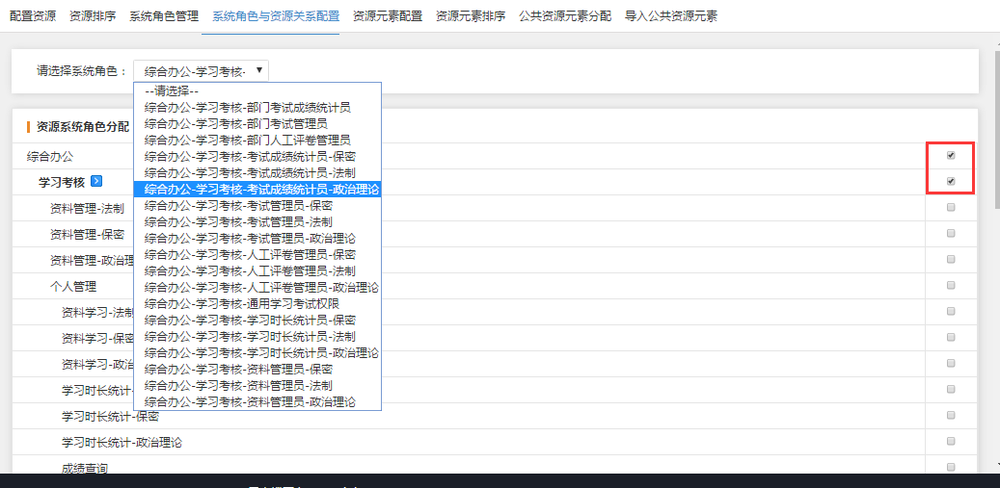 配置资源 资源排序 系统角色管理 系统角色与资源关系配置 资源元素配置 资源元素排序 公共资源元素分配 导入公共资源元素
请选择系统角色： 综合办公-学习考核-
--请选择--
综合办公-学习考核-部门考试成绩统计员
综合办公-学习考核-部门考试管理员
综合办公-学习考核-部门人工评卷管理员
综合办公-学习考核-考试成绩统计员-保密
综合办公-学习考核-考试成绩统计员-法制
综合办公-学习考核-考试成绩统计员-政治理论
综合办公-学习考核-考试管理员-保密
综合办公-学习考核-考试管理员-法制
综合办公-学习考核-考试管理员-政治理论
综合办公-学习考核-人工评卷管理员-保密
综合办公-学习考核-人工评卷管理员-法制
综合办公-学习考核-人工评卷管理员-政治理论
综合办公-学习考核-通用学习考试权限
综合办公-学习考核-学习时长统计员-保密
综合办公-学习考核-学习时长统计员-法制
综合办公-学习考核-学习时长统计员-政治理论
综合办公-学习考核-资料管理员-保密
综合办公-学习考核-资料管理员-法制
综合办公-学习考核-资料管理员-政治理论
资源系统角色分配
综合办公
学习考核
资料管理-法制
资料管理-保密
资料管理-政治理
个人管理
资料学习-法制
资料学习-保密
资料学习-政治
学习时长统计-
学习时长统计-保密
学习时长统计-政治理论
成绩查询